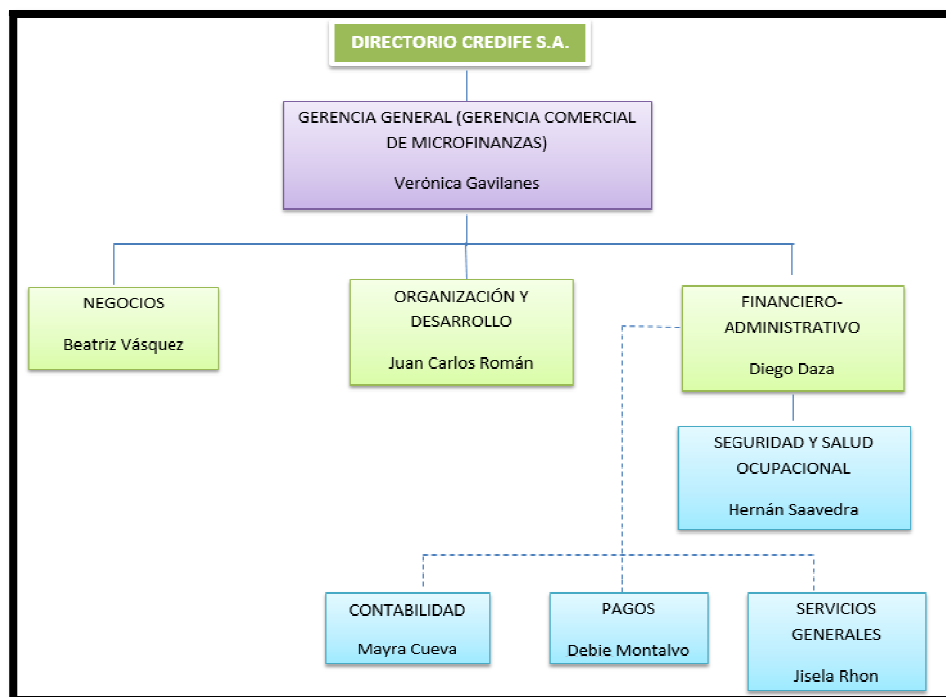 DIRECTORIO CREDIFE S.A.
GERENCIA GENERAL (GERENCIA COMERCIAL
DE MICROFINANZAS)
Verónica Gavilanes
NEGOCIOS
Beatriz Vásquez
ORGANIZACIÓN Y
DESARROLLO
Juan Carlos Román
FINANCIERO-
ADMINISTRATIVO
Diego Daza
SEGURIDAD Y SALUD
OCUPACIONAL
Hernán Saavedra
CONTABILIDAD
Mayra Cueva
PAGOS
Debie Montalvo
SERVICIOS
GENERALES
Jisela Rhon